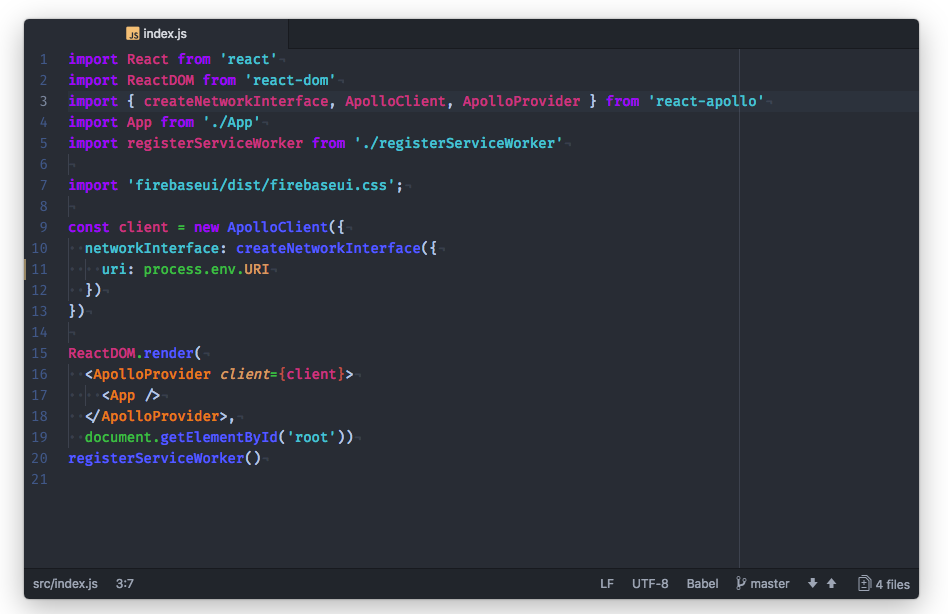 JS index.js
1 import React from 'react'
2 import ReactDOM from 'react-dom'
3 import { createNetworkInterface, ApolloClient, ApolloProvider } from 'react-apollo'
4 import App from './App'
5 import registerServiceWorker from './registerServiceWorker'
6
7 import 'firebaseui/dist/firebaseui.css';
8
9 const client = new ApolloClient({
10   networkInterface: createNetworkInterface({
11     uri: process.env.URI
12   })
13 })
14
15 ReactDOM.render(
16   <ApolloProvider client={client}>
17     <App />
18   </ApolloProvider>,
19   document.getElementById('root'))
20 registerServiceWorker()
21
src/index.js 3:7 LF UTF-8 Babel master 4 files